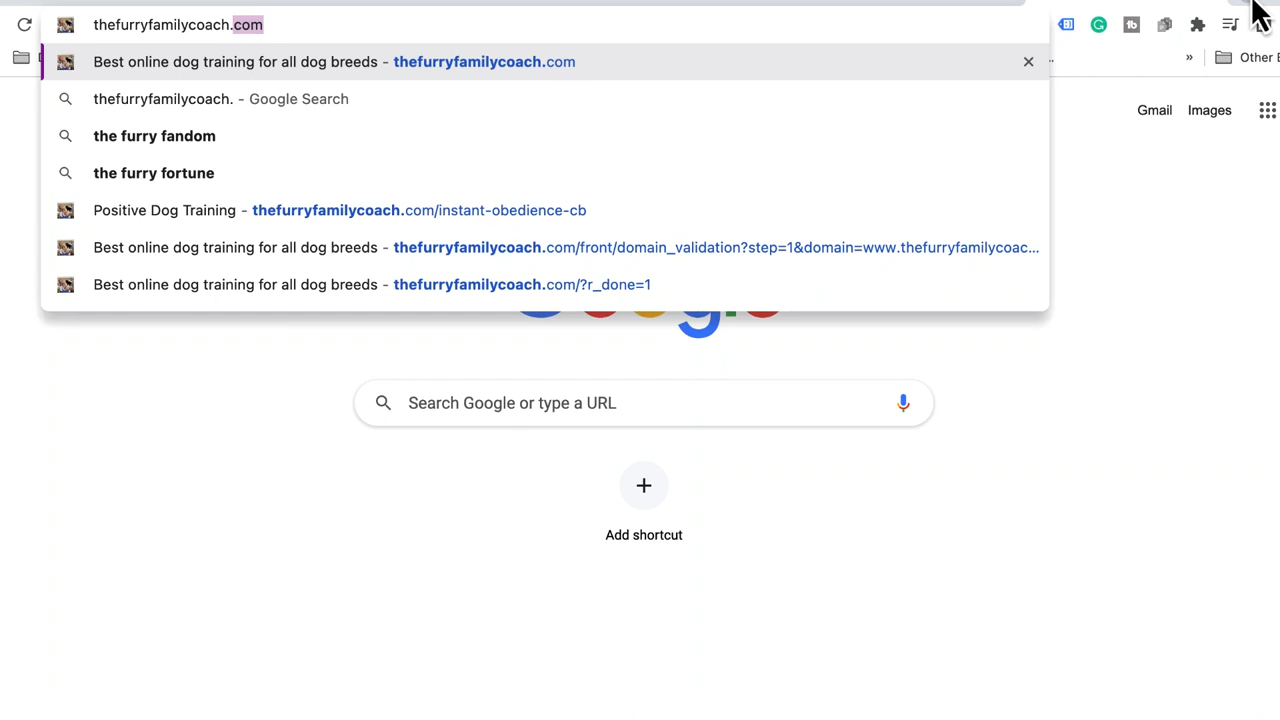 thefurryfamilycoach.com
Best online dog training for all dog breeds - thefurryfamilycoach.com
thefurryfamilycoach. - Google Search
the furry fandom
the furry fortune
Positive Dog Training - thefurryfamilycoach.com/instant-obedience-cb
Best online dog training for all dog breeds - thefurryfamilycoach.com/front/domain_validation?step=1&domain=www.thefurryfamilycoac...
Best online dog training for all dog breeds - thefurryfamilycoach.com/?r_done=1
» Other
Gmail Images
Search Google or type a URL
Add shortcut